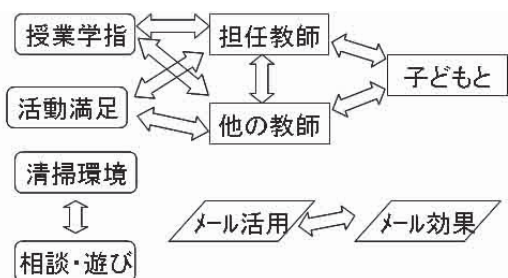 授業学指
担任教師
子どもと
活動満足
他の教師
清掃環境
メール活用
メール効果
相談・遊び